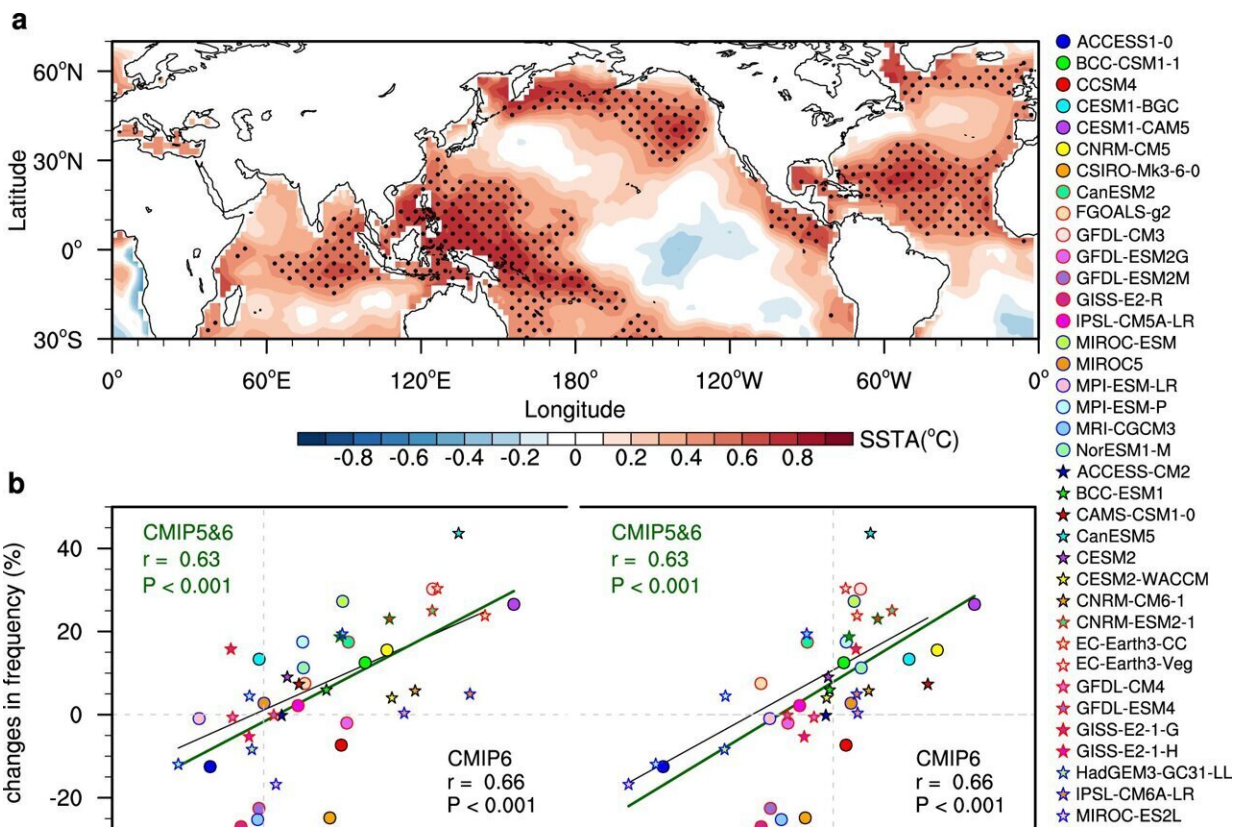 a
60°N
30°N
0°
30°S
Latitude
0°
60°E
120°E
180°
120°W
60°W
0°
Longitude
-0.8
-0.6
-0.4
-0.2
0
0.2
0.4
0.6
0.8
SSTA(°C)
b
changes in frequency (%)
40
20
0
-20
CMIP5&6
r = 0.63
P < 0.001
CMIP6
r = 0.66
P < 0.001
CMIP5&6
r = 0.63
P < 0.001
CMIP6
r = 0.66
P < 0.001
ACCESS1-0
BCC-CSM1-1
CCSM4
CESM1-BGC
CESM1-CAM5
CNRM-CM5
CSIRO-Mk3-6-0
CanESM2
FGOALS-g2
GFDL-CM3
GFDL-ESM2G
GFDL-ESM2M
GISS-E2-R
IPSL-CM5A-LR
MIROC-ESM
MIROC5
MPI-ESM-LR
MPI-ESM-P
MRI-CGCM3
NorESM1-M
ACCESS-CM2
BCC-ESM1
CAMS-CSM1-0
CanESM5
CESM2
CESM2-WACCM
CNRM-CM6-1
CNRM-ESM2-1
EC-Earth3-CC
EC-Earth3-Veg
GFDL-CM4
GFDL-ESM4
GISS-E2-1-G
GISS-E2-1-H
HadGEM3-GC31-LL
IPSL-CM6A-LR
MIROC-ES2L